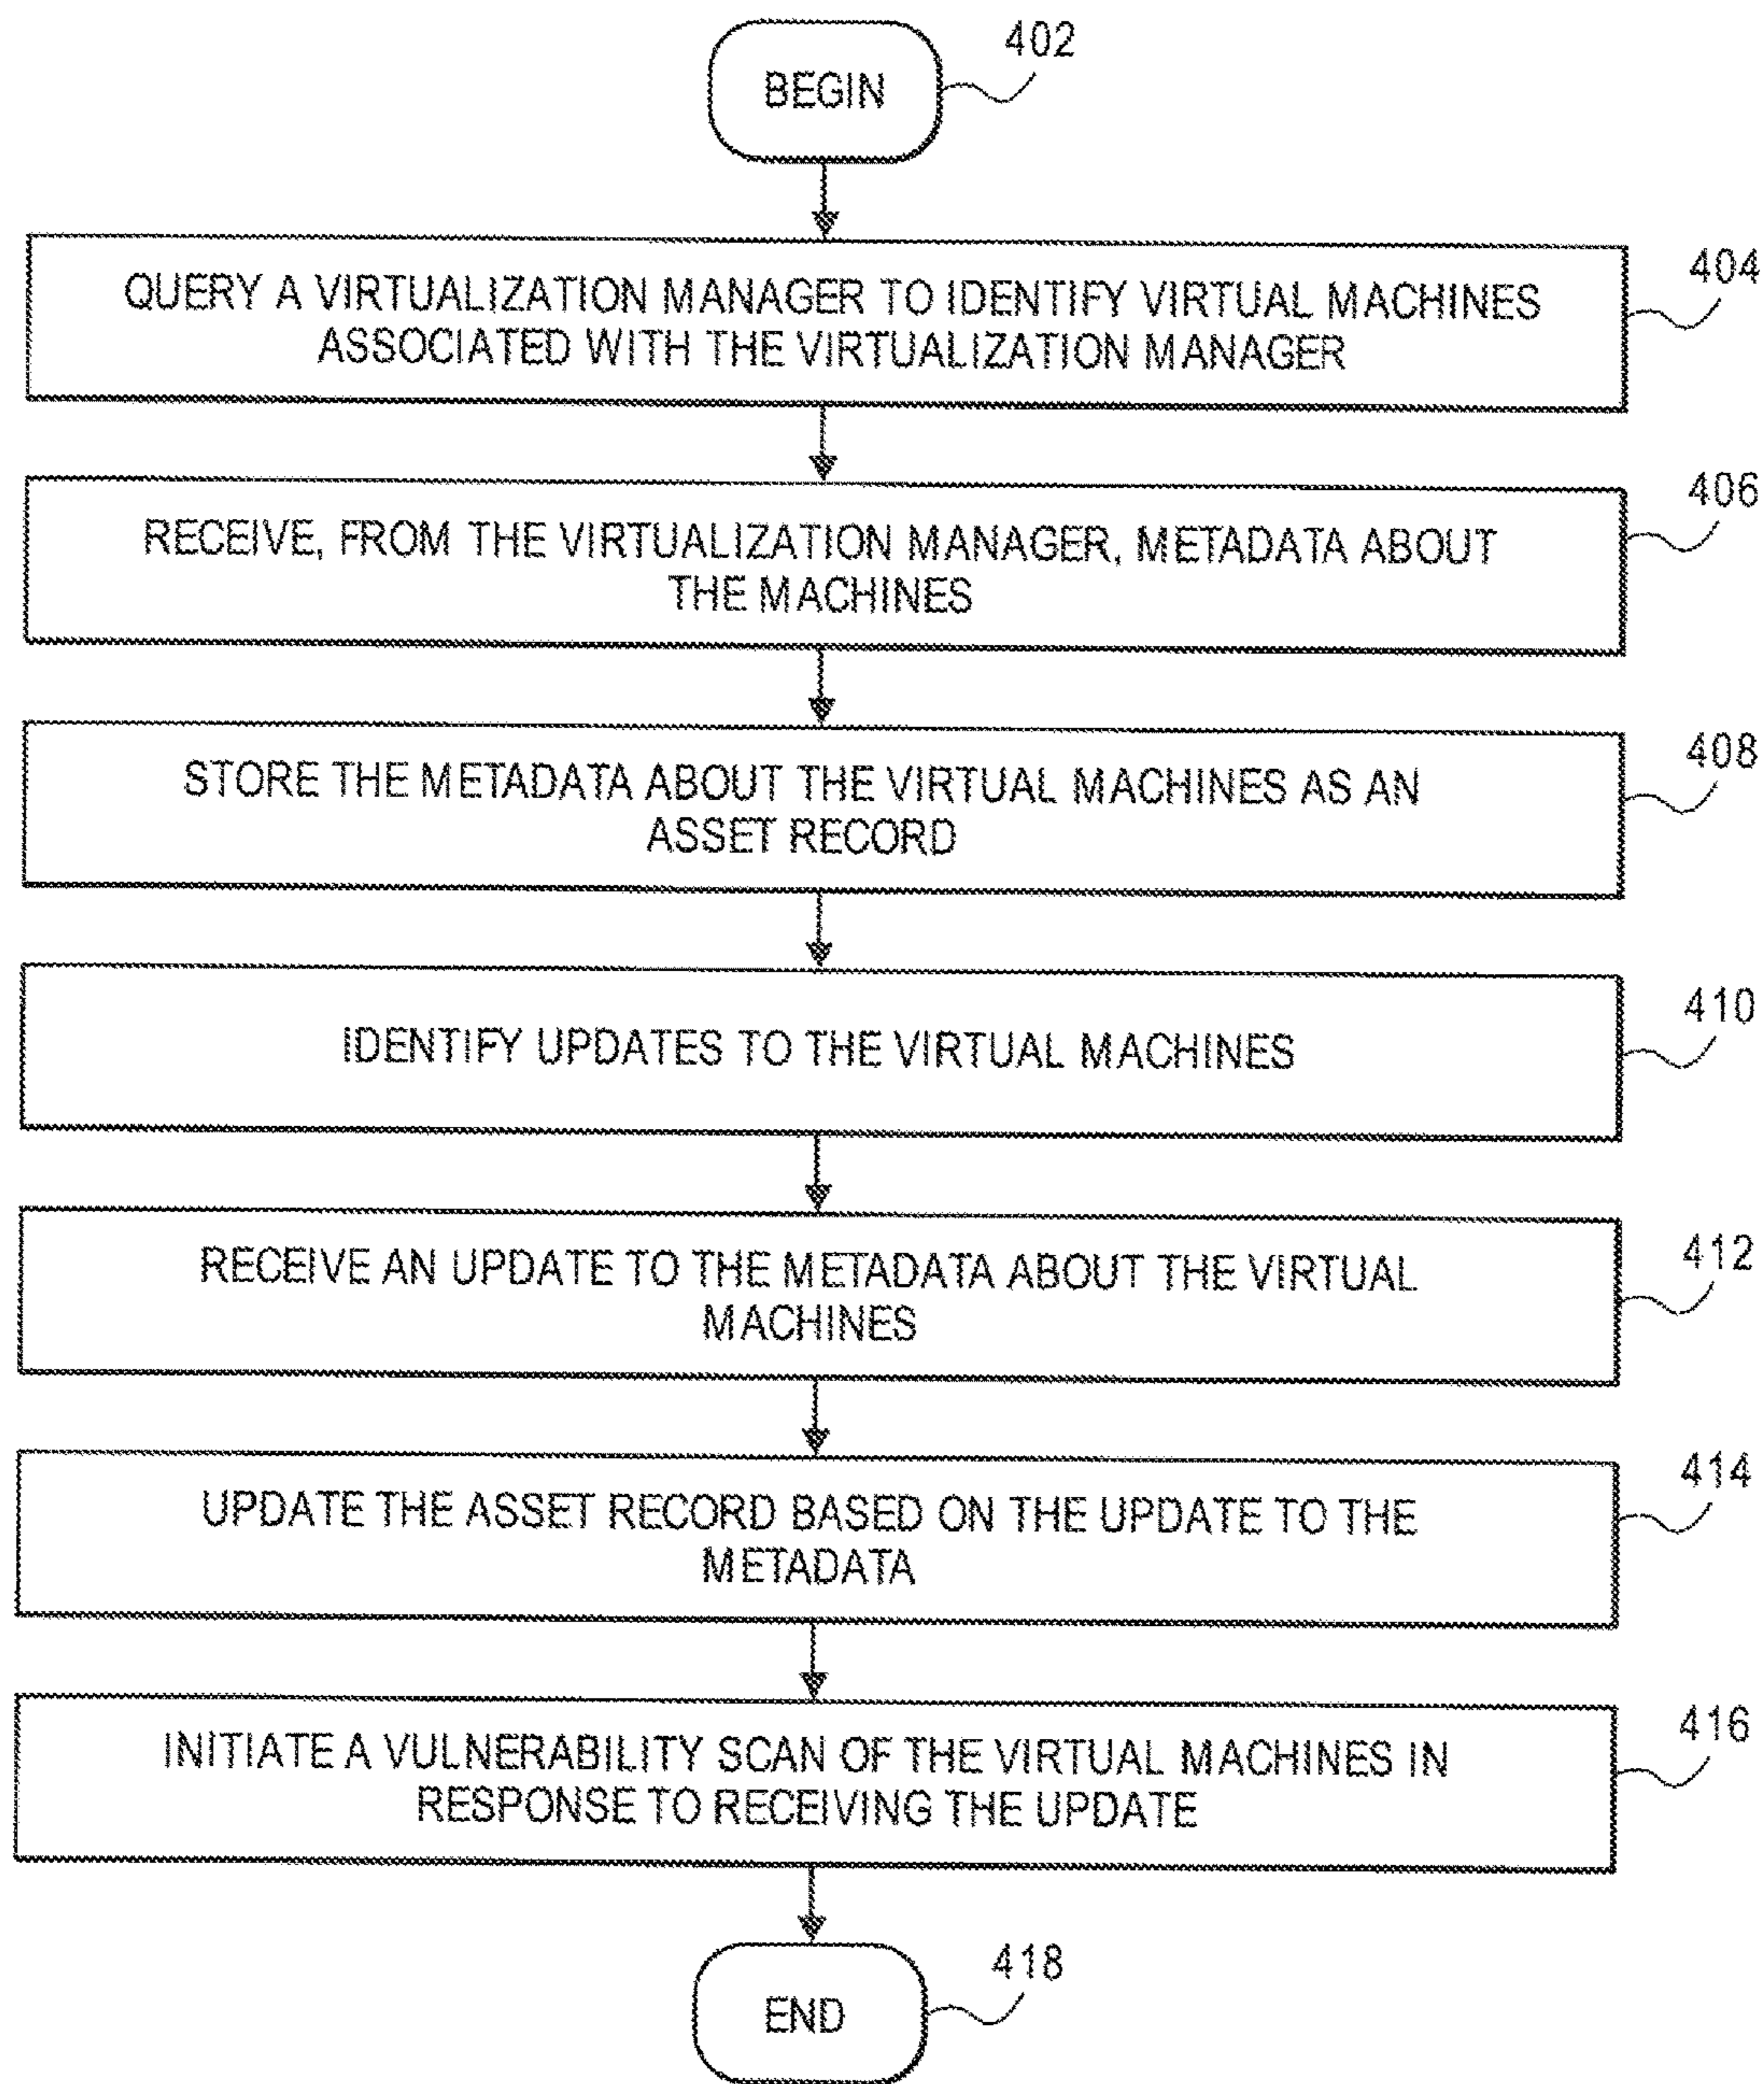 402
BEGIN
404
QUERY A VIRTUALIZATION MANAGER TO IDENTIFY VIRTUAL MACHINES
ASSOCIATED WITH THE VIRTUALIZATION MANAGER
406
RECEIVE, FROM THE VIRTUALIZATION MANAGER, METADATA ABOUT
THE MACHINES
408
STORE THE METADATA ABOUT THE VIRTUAL MACHINES AS AN
ASSET RECORD
410
IDENTIFY UPDATES TO THE VIRTUAL MACHINES
412
RECEIVE AN UPDATE TO THE METADATA ABOUT THE VIRTUAL
MACHINES
414
UPDATE THE ASSET RECORD BASED ON THE UPDATE TO THE
METADATA
416
INITIATE A VULNERABILITY SCAN OF THE VIRTUAL MACHINES IN
RESPONSE TO RECEIVING THE UPDATE
418
END